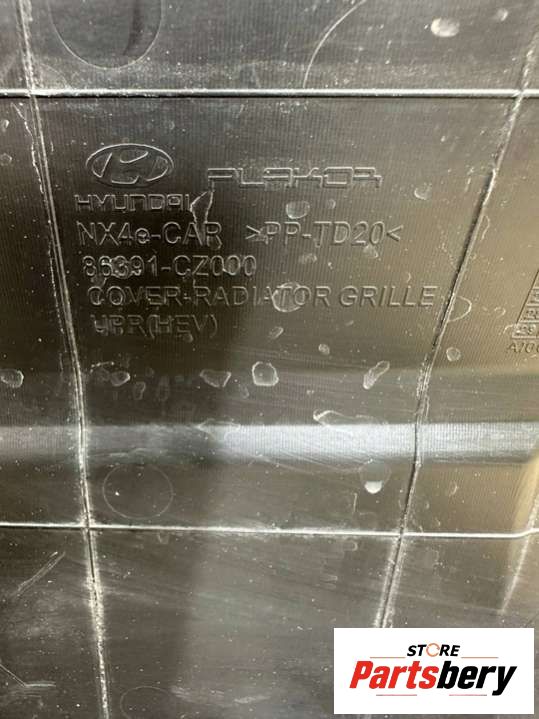 HYUNDAI PLAKOR
NX4e-CAR >PP-TD20<
86391-CZ000
COVER-RADIATOR GRILLE
UPR(HEV)
STORE
Partsbery